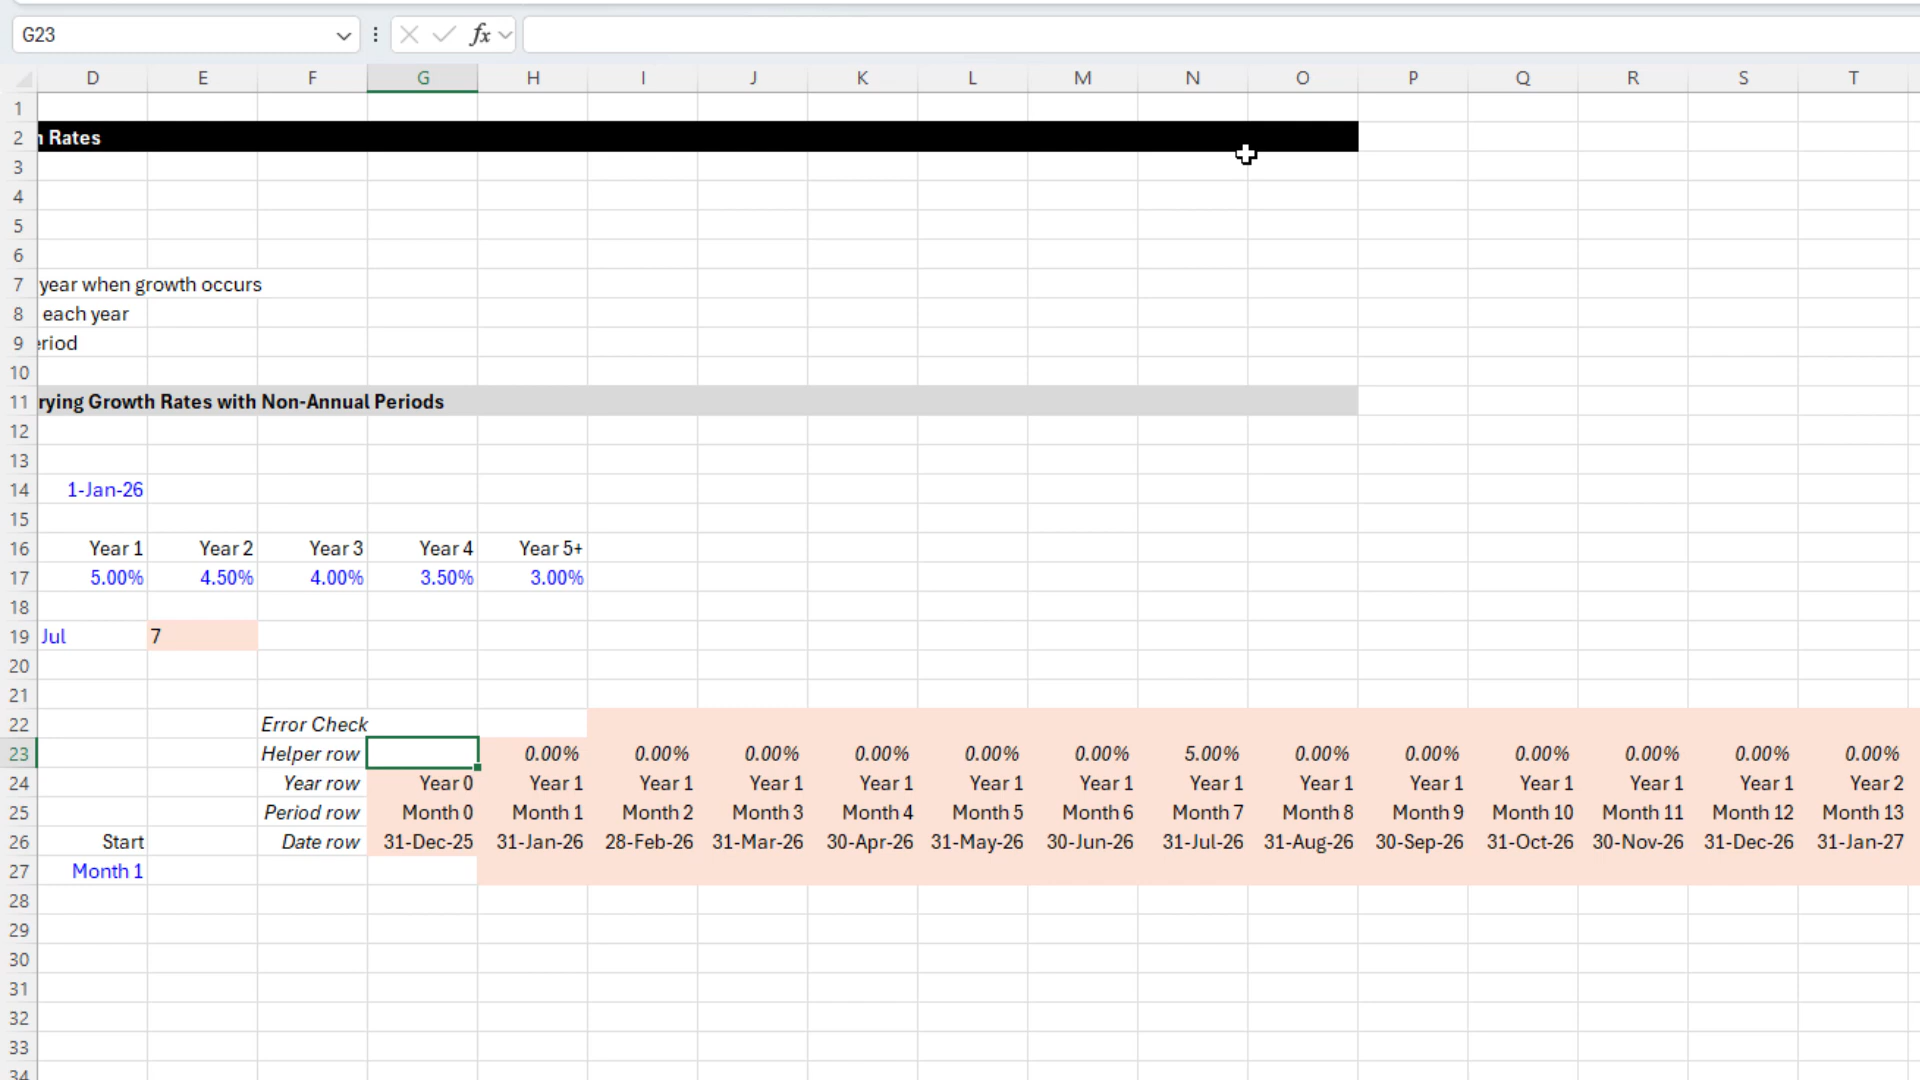 G23
fx
D E F G H I J K L M N O P Q R S T
1
2 n Rates
3
4
5
6
7 year when growth occurs
8 each year
9 eriod
10
11 rying Growth Rates with Non-Annual Periods
12
13
14 1-Jan-26
15
16 Year 1 Year 2 Year 3 Year 4 Year 5+
17 5.00% 4.50% 4.00% 3.50% 3.00%
18
19 Jul 7
20
21
22 Error Check
23 Helper row 0.00% 0.00% 0.00% 0.00% 0.00% 0.00% 5.00% 0.00% 0.00% 0.00% 0.00% 0.00% 0.00%
24 Year row Year 0 Year 1 Year 1 Year 1 Year 1 Year 1 Year 1 Year 1 Year 1 Year 1 Year 1 Year 1 Year 1 Year 2
25 Period row Month 0 Month 1 Month 2 Month 3 Month 4 Month 5 Month 6 Month 7 Month 8 Month 9 Month 10 Month 11 Month 12 Month 13
26 Start Date row 31-Dec-25 31-Jan-26 28-Feb-26 31-Mar-26 30-Apr-26 31-May-26 30-Jun-26 31-Jul-26 31-Aug-26 30-Sep-26 31-Oct-26 30-Nov-26 31-Dec-26 31-Jan-27
27 Month 1
28
29
30
31
32
33
34